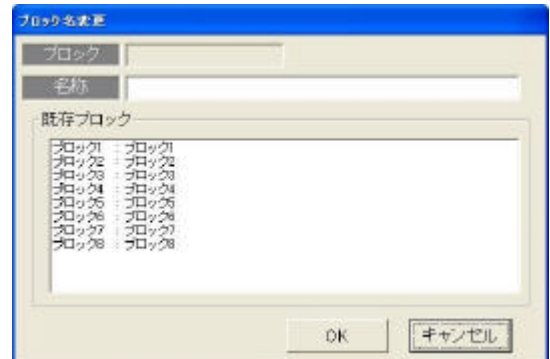 ブロック名変更
ブロック
名称
既存ブロック
ブロック1 : ブロック1
ブロック2 : ブロック2
ブロック3 : ブロック3
ブロック4 : ブロック4
ブロック5 : ブロック5
ブロック6 : ブロック6
ブロック7 : ブロック7
ブロック8 : ブロック8
OK
キャンセル